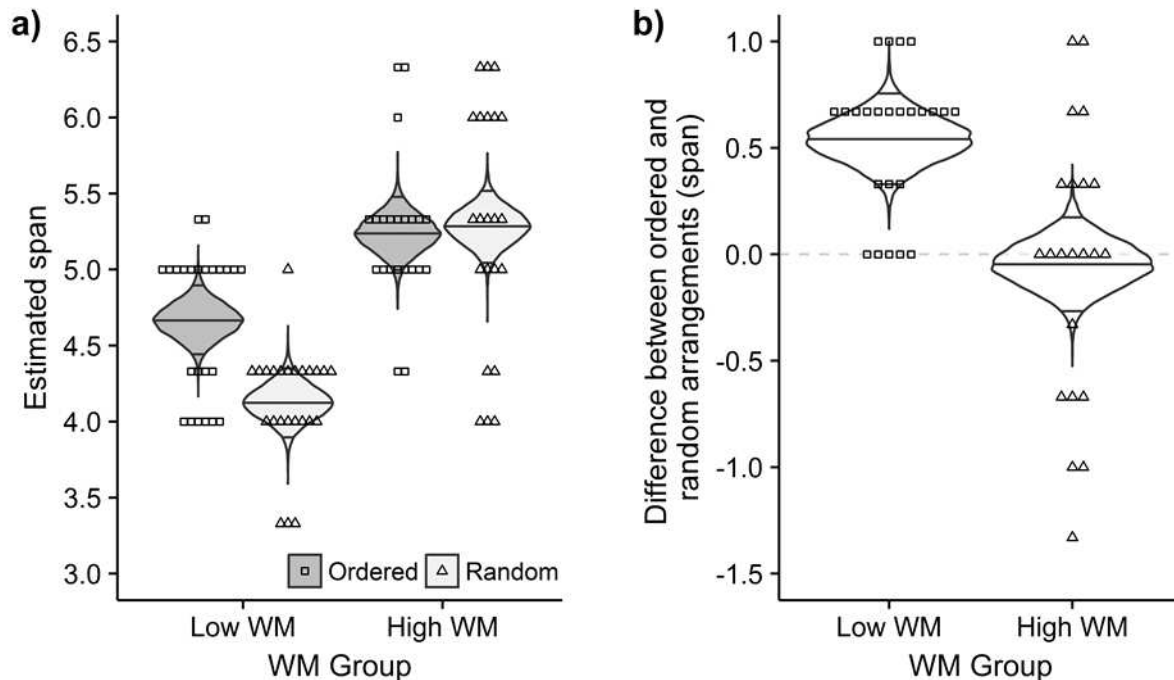 a)
Estimated span
6.5
6.0
5.5
5.0
4.5
4.0
3.5
3.0
Ordered
Random
Low WM
High WM
WM Group
b)
Difference between ordered and
random arrangements (span)
1.0
0.5
0.0
-0.5
-1.0
-1.5
Low WM
High WM
WM Group